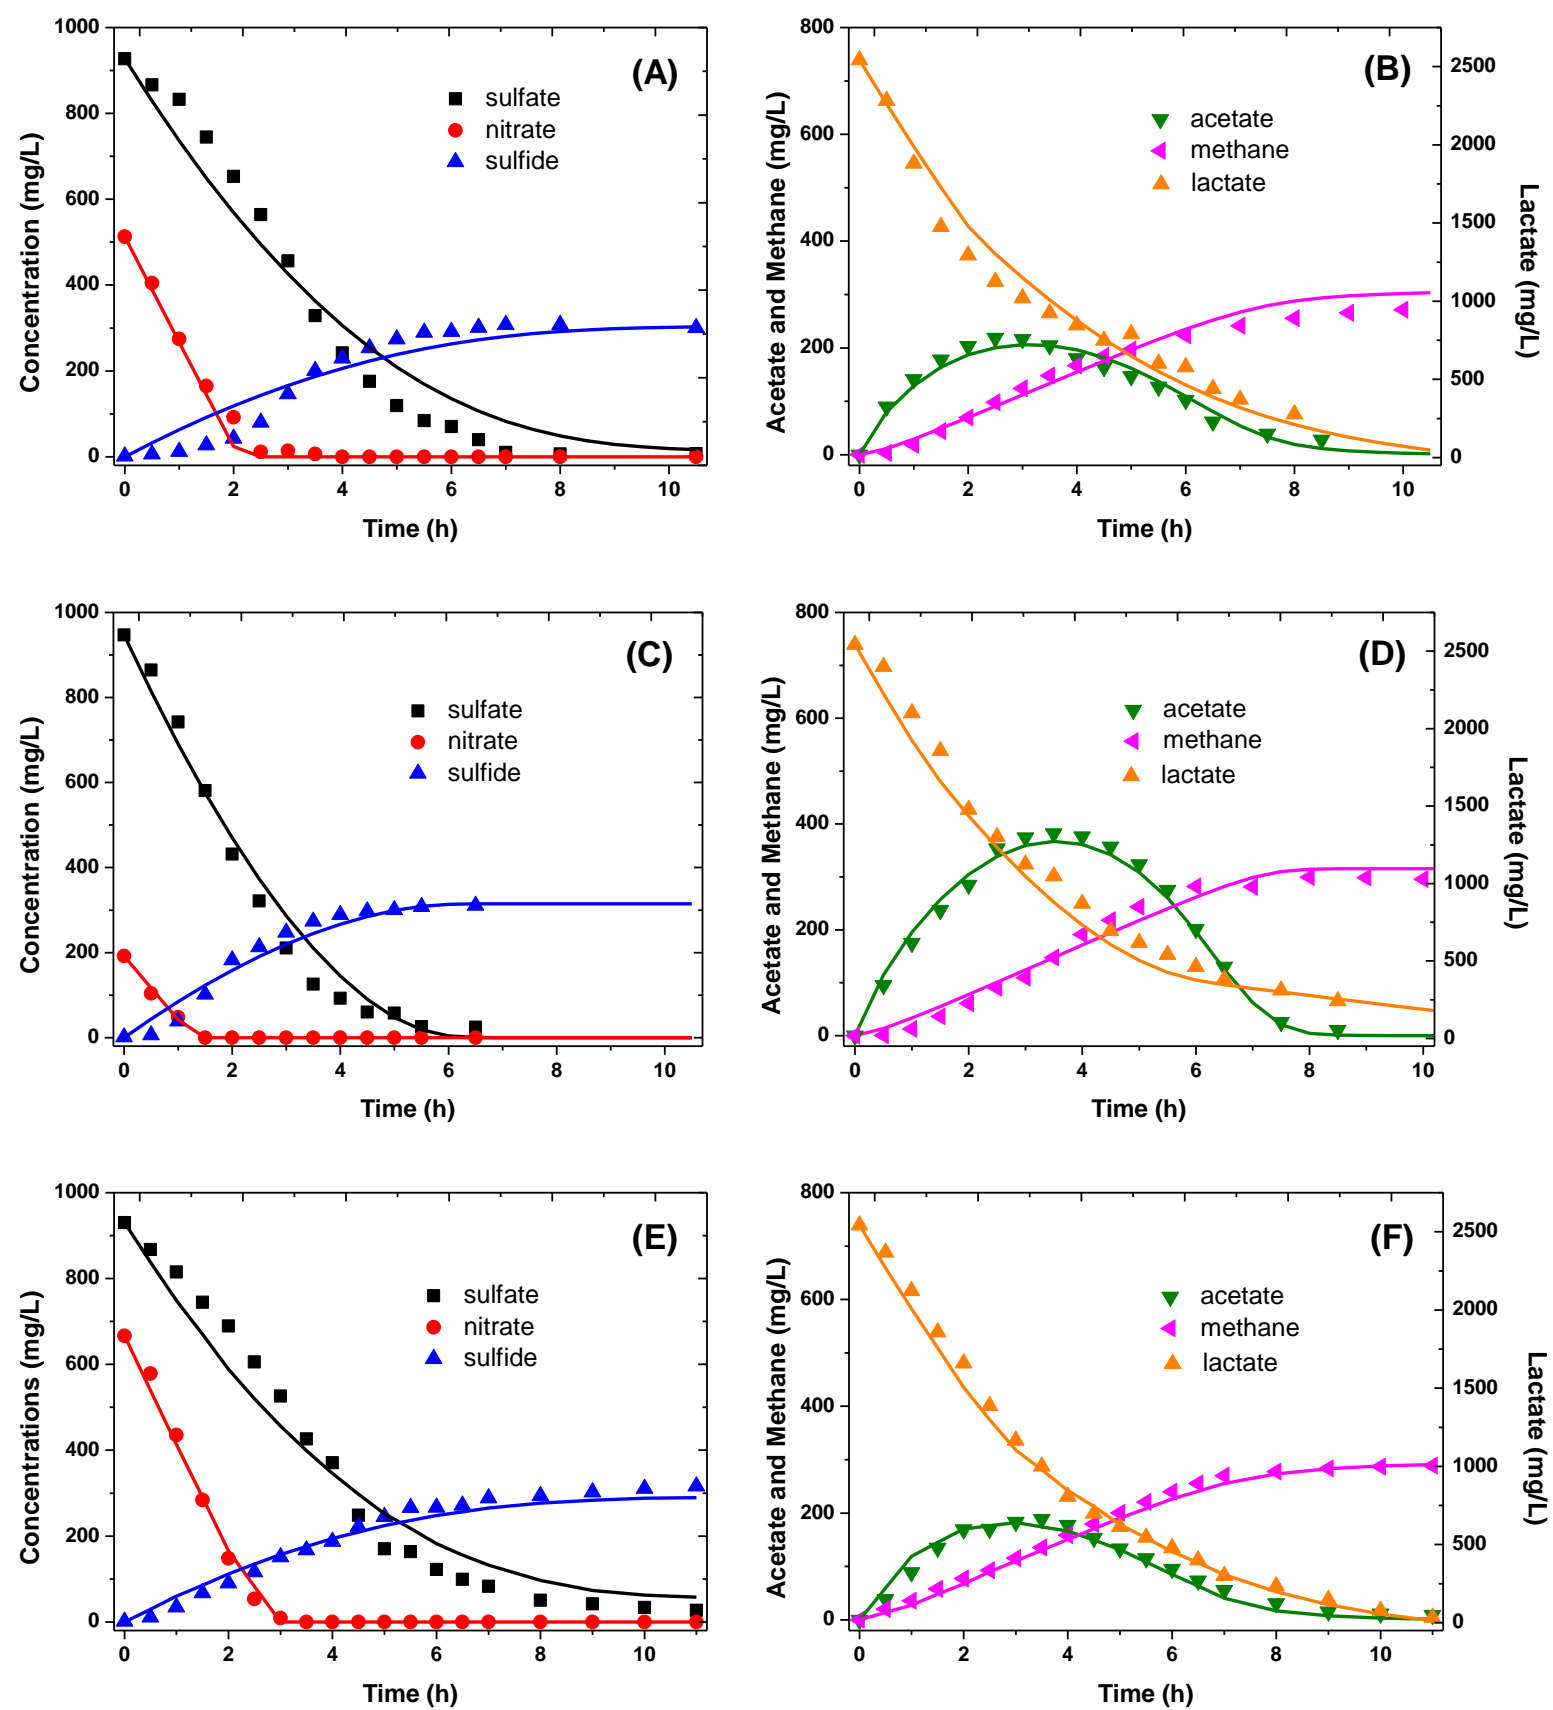 1000
800
600
400
200
0
Concentration (mg/L)
(A)
sulfate
nitrate
sulfide
0 2 4 6 8 10
Time (h)
800
600
400
200
0
Acetate and Methane (mg/L)
(B)
acetate
methane
lactate
2500
2000
1500
1000
500
0
Lactate (mg/L)
0 2 4 6 8 10
Time (h)
1000
800
600
400
200
0
Concentration (mg/L)
(C)
sulfate
nitrate
sulfide
0 2 4 6 8 10
Time (h)
800
600
400
200
0
Acetate and Methane (mg/L)
(D)
acetate
methane
lactate
2500
2000
1500
1000
500
0
Lactate (mg/L)
0 2 4 6 8 10
Time (h)
1000
800
600
400
200
0
Concentrations (mg/L)
(E)
sulfate
nitrate
sulfide
0 2 4 6 8 10
Time (h)
800
600
400
200
0
Acetate and Methane (mg/L)
(F)
acetate
methane
lactate
2500
2000
1500
1000
500
0
Lactate (mg/L)
0 2 4 6 8 10
Time (h)